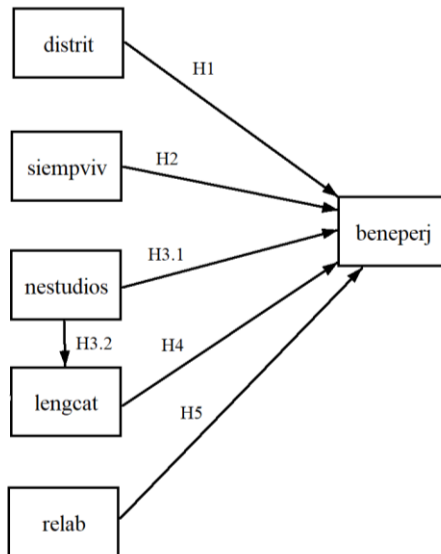 distrit
H1
siempviv
H2
beneperj
nestudios
H3.1
H3.2
H4
lengcat
H5
relab